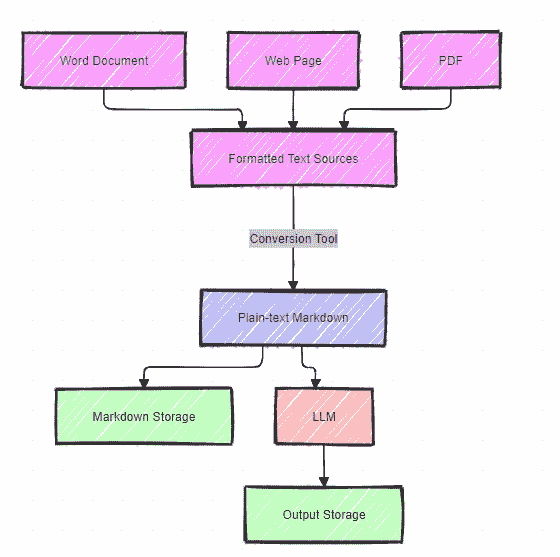 Word Document
Web Page
PDF
Formatted Text Sources
Conversion Tool
Plain-text Markdown
Markdown Storage
LLM
Output Storage